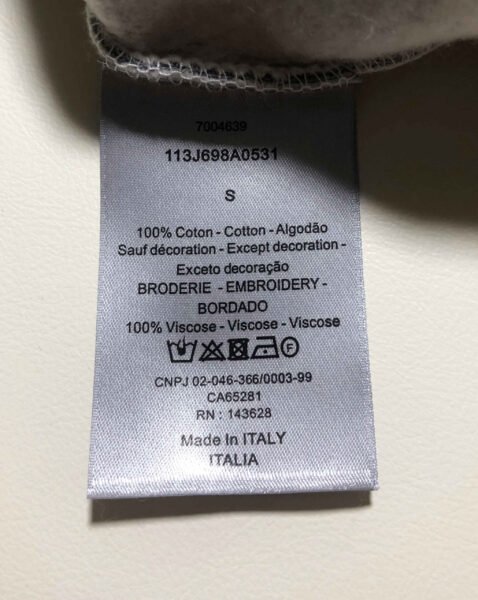 7004639
113J698A0531
S
100% Coton - Cotton - Algodão
Sauf décoration - Except decoration -
Exceto decoração
BRODERIE - EMBROIDERY -
BORDADO
100% Viscose - Viscose - Viscose
CNPJ 02-046-366/0003-99
CA65281
RN : 143628
Made In ITALY
ITALIA